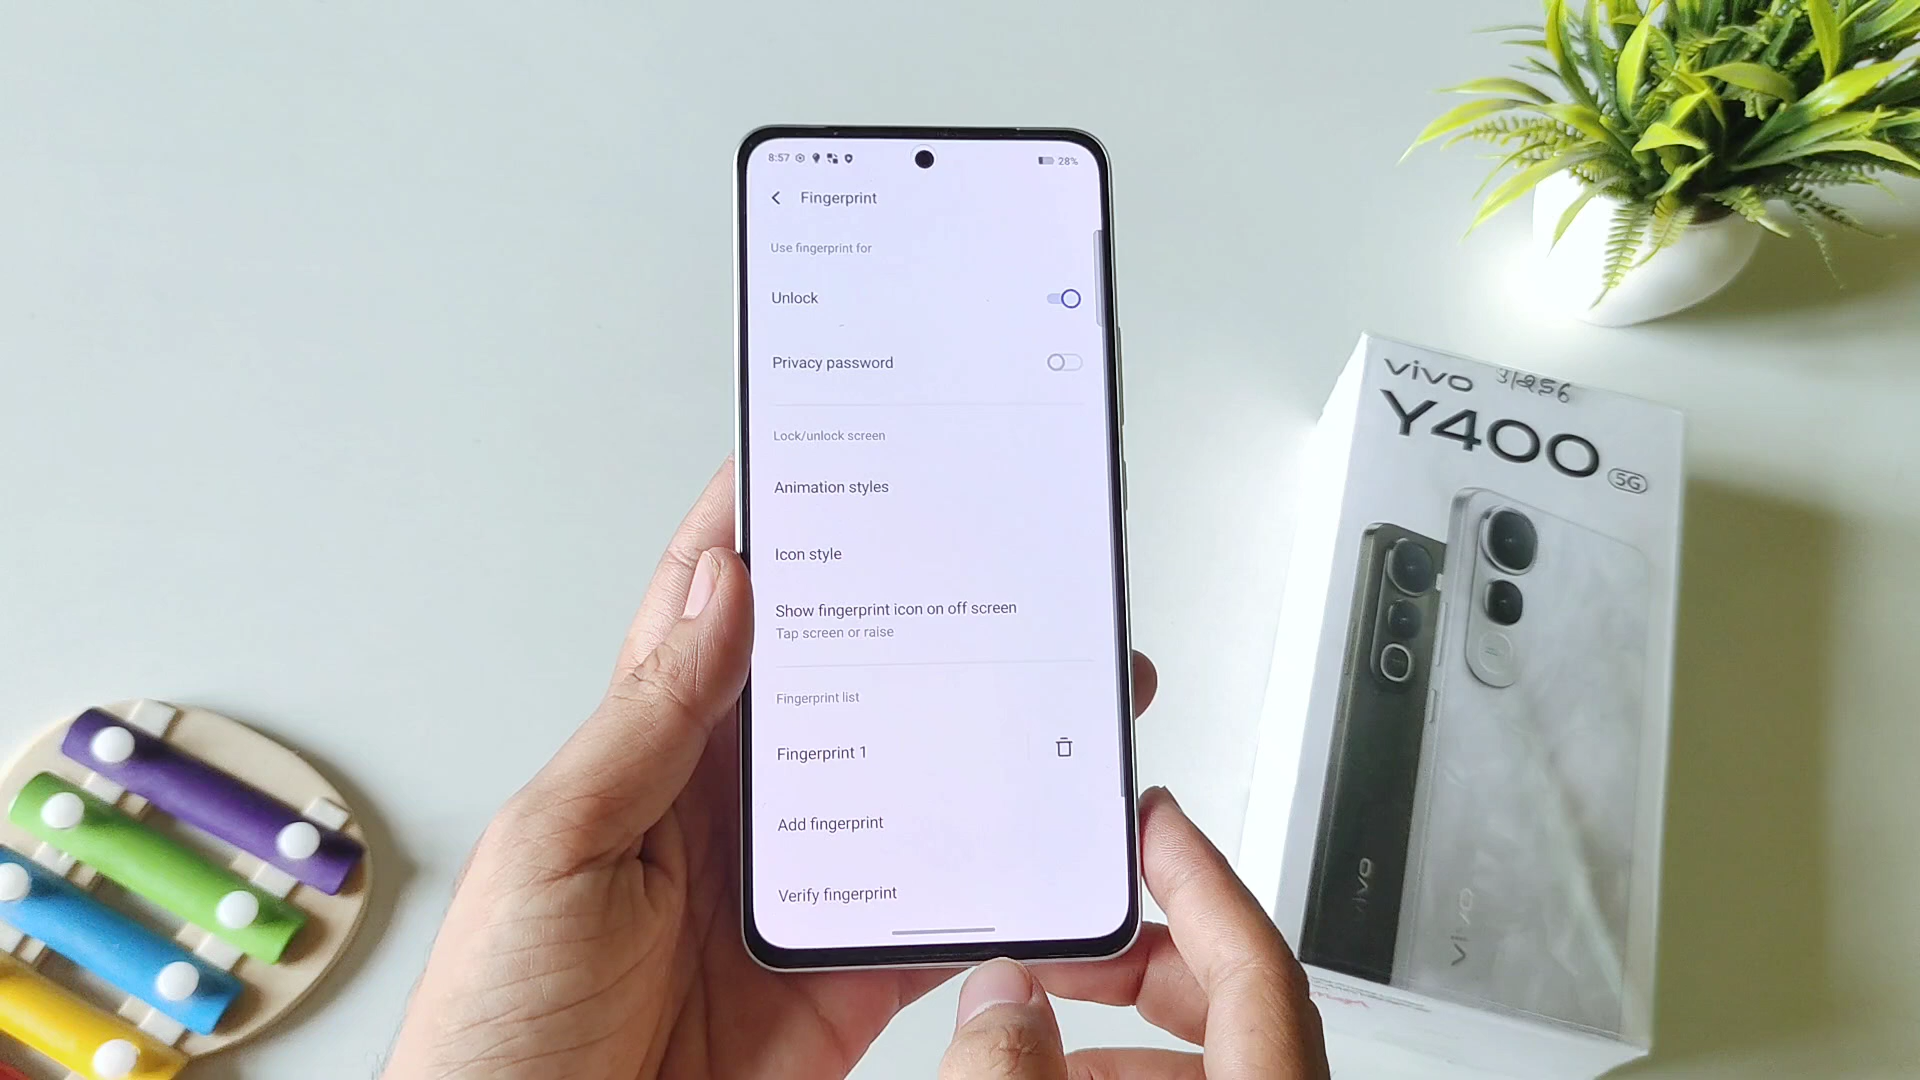 8:57
28%
Fingerprint
Use fingerprint for
Unlock
Privacy password
Lock/unlock screen
Animation styles
Icon style
Show fingerprint icon on off screen
Tap screen or raise
Fingerprint list
Fingerprint 1
Add fingerprint
Verify fingerprint
vivo
Y400 5G
vivo
vivo